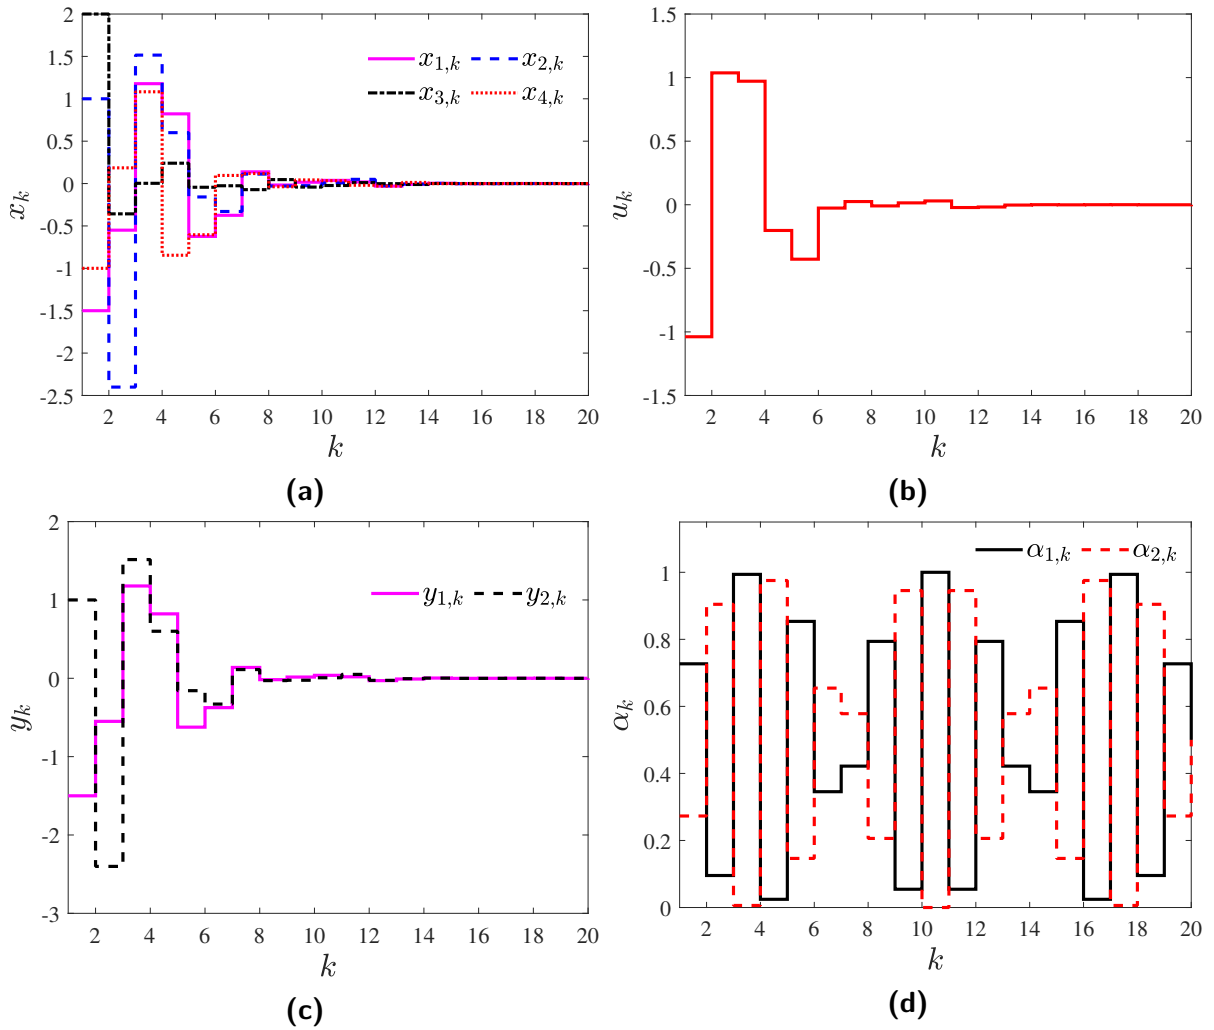 2
1.5
1
0.5
0
-0.5
-1
-1.5
-2
-2.5
x_{1,k} x_{2,k}
x_{3,k} x_{4,k}
x_k
2 4 6 8 10 12 14 16 18 20
k
(a)
1.5
1
0.5
0
-0.5
-1
-1.5
u_k
2 4 6 8 10 12 14 16 18 20
k
(b)
2
1
0
-1
-2
-3
y_{1,k} y_{2,k}
y_k
2 4 6 8 10 12 14 16 18 20
k
(c)
1
0.8
0.6
0.4
0.2
0
α_{1,k} α_{2,k}
α_k
2 4 6 8 10 12 14 16 18 20
k
(d)